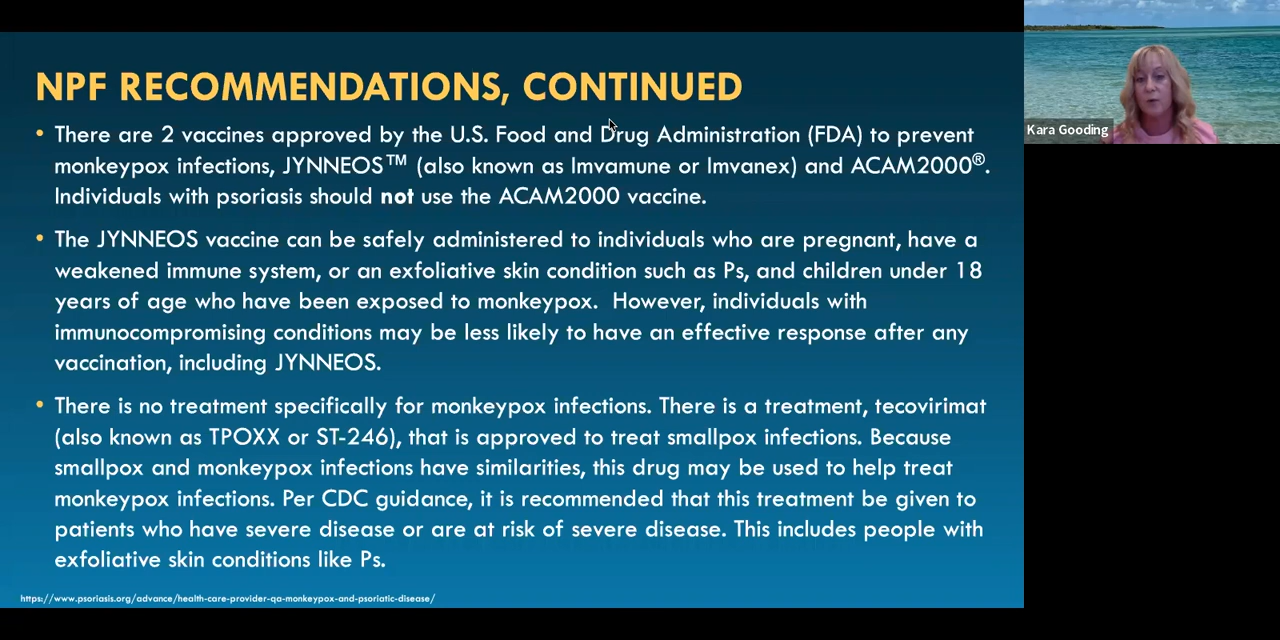 NPF RECOMMENDATIONS, CONTINUED
• There are 2 vaccines approved by the U.S. Food and Drug Administration (FDA) to prevent
monkeypox infections, JYNNEOS™ (also known as Imvamune or Imvanex) and ACAM2000®.
Individuals with psoriasis should not use the ACAM2000 vaccine.
• The JYNNEOS vaccine can be safely administered to individuals who are pregnant, have a
weakened immune system, or an exfoliative skin condition such as Ps, and children under 18
years of age who have been exposed to monkeypox. However, individuals with
immunocompromising conditions may be less likely to have an effective response after any
vaccination, including JYNNEOS.
• There is no treatment specifically for monkeypox infections. There is a treatment, tecovirimat
(also known as TPOXX or ST-246), that is approved to treat smallpox infections. Because
smallpox and monkeypox infections have similarities, this drug may be used to help treat
monkeypox infections. Per CDC guidance, it is recommended that this treatment be given to
patients who have severe disease or are at risk of severe disease. This includes people with
exfoliative skin conditions like Ps.
https://www.psoriasis.org/advance/health-care-provider-qa-monkeypox-and-psoriatic-disease/
Kara Gooding